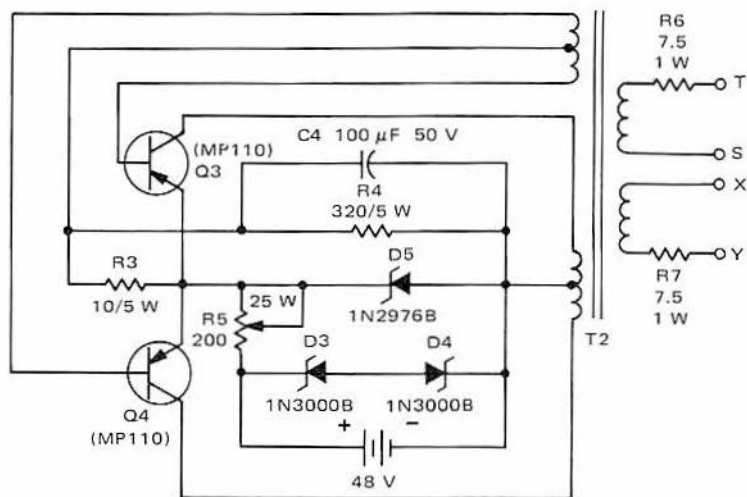 R6
7.5
1 W
T
S
X
Y
R7
7.5
1 W
T2
(MP110)
Q3
C4 100 µF 50 V
R4
320/5 W
R3
10/5 W
D5
1N2976B
25 W
R5
200
D3
1N3000B
D4
1N3000B
Q4
(MP110)
+ -
48 V